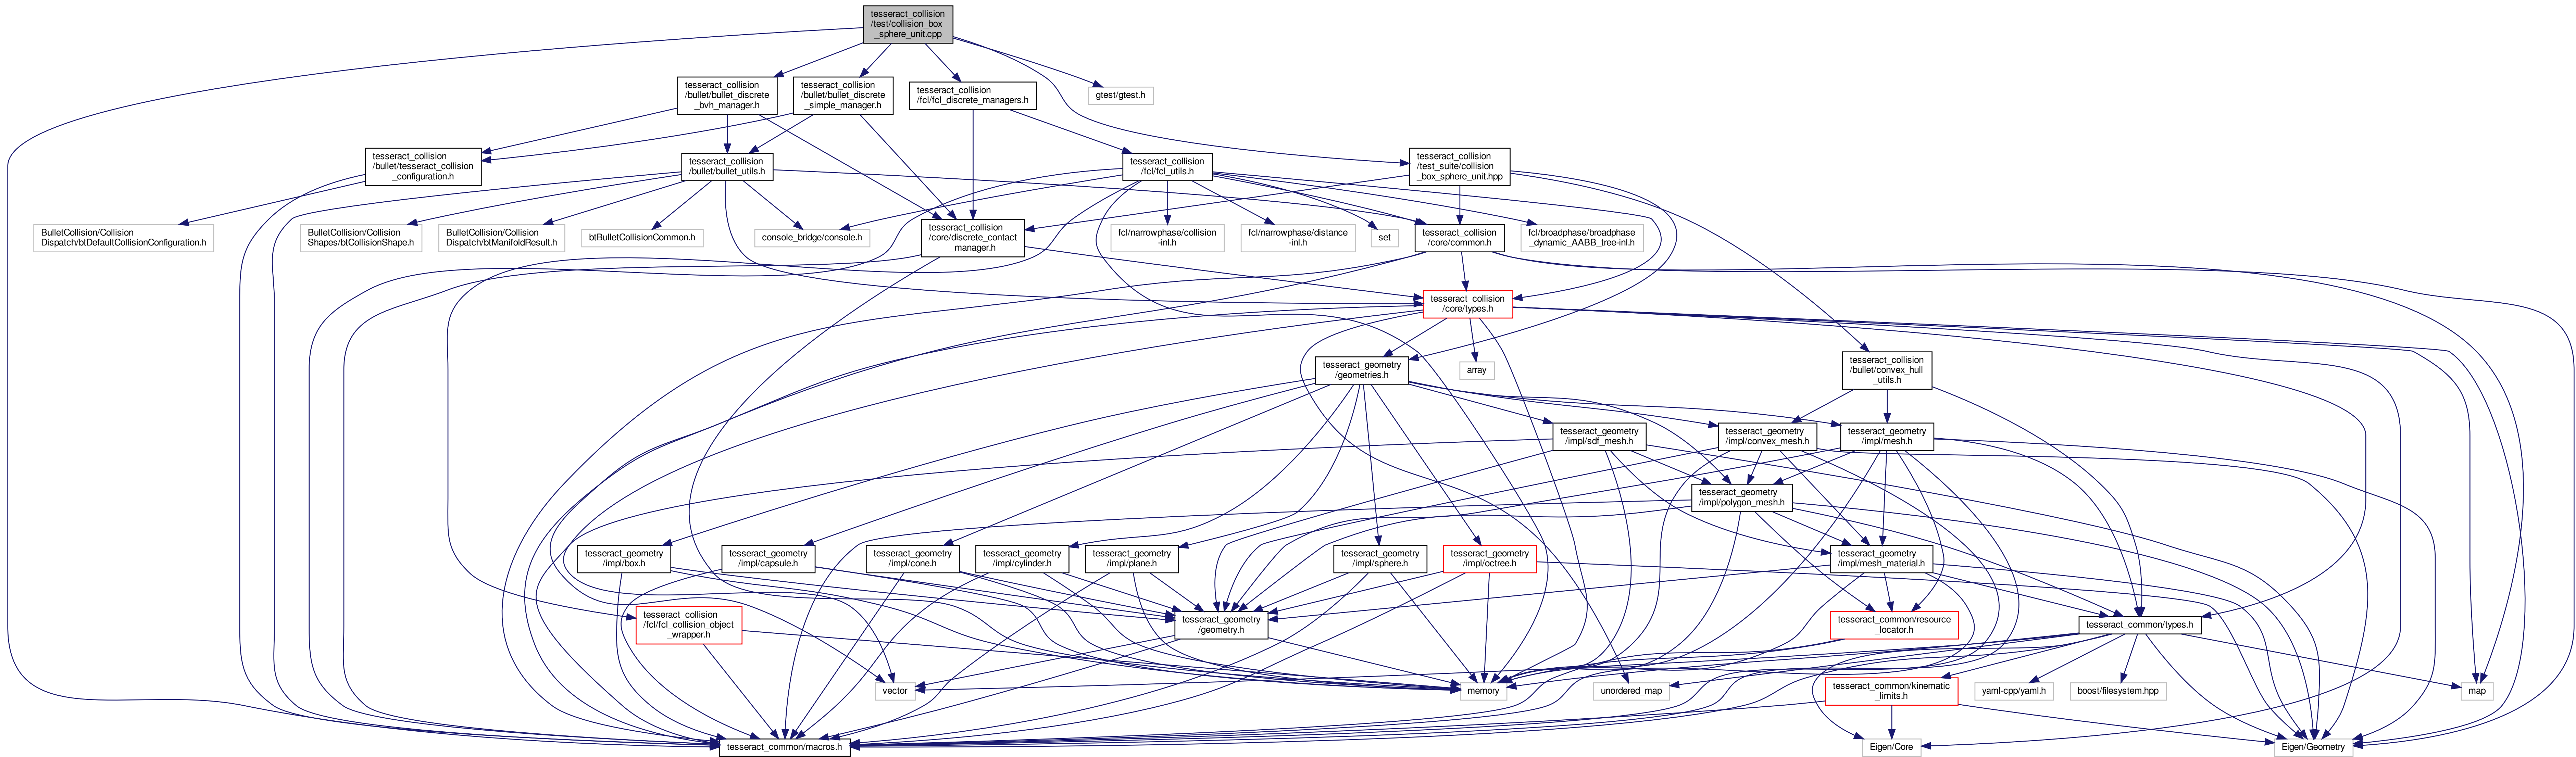 tesseract_collision
/test/collision_box
_sphere_unit.cpp
tesseract_collision
/bullet/bullet_discrete
_bvh_manager.h
tesseract_collision
/bullet/bullet_discrete
_simple_manager.h
tesseract_collision
/fcl/fcl_discrete_managers.h
gtest/gtest.h
tesseract_collision
/bullet/tesseract_collision
_configuration.h
tesseract_collision
/bullet/bullet_utils.h
tesseract_collision
/fcl/fcl_utils.h
tesseract_collision
/test_suite/collision
_box_sphere_unit.hpp
BulletCollision/Collision
Dispatch/btDefaultCollisionConfiguration.h
BulletCollision/Collision
Shapes/btCollisionShape.h
BulletCollision/Collision
Dispatch/btManifoldResult.h
btBulletCollisionCommon.h
console_bridge/console.h
tesseract_collision
/core/discrete_contact
_manager.h
fcl/narrowphase/collision
-inl.h
fcl/narrowphase/distance
-inl.h
set
tesseract_collision
/core/common.h
fcl/broadphase/broadphase
_dynamic_AABB_tree-inl.h
tesseract_collision
/core/types.h
tesseract_geometry
/geometries.h
array
tesseract_collision
/bullet/convex_hull
_utils.h
tesseract_geometry
/impl/sdf_mesh.h
tesseract_geometry
/impl/convex_mesh.h
tesseract_geometry
/impl/mesh.h
tesseract_geometry
/impl/polygon_mesh.h
tesseract_geometry
/impl/box.h
tesseract_geometry
/impl/capsule.h
tesseract_geometry
/impl/cone.h
tesseract_geometry
/impl/cylinder.h
tesseract_geometry
/impl/plane.h
tesseract_geometry
/impl/sphere.h
tesseract_geometry
/impl/octree.h
tesseract_geometry
/impl/mesh_material.h
tesseract_collision
/fcl/fcl_collision_object
_wrapper.h
tesseract_geometry
/geometry.h
tesseract_common/resource
_locator.h
tesseract_common/types.h
vector
memory
unordered_map
tesseract_common/kinematic
_limits.h
yaml-cpp/yaml.h
boost/filesystem.hpp
map
tesseract_common/macros.h
Eigen/Core
Eigen/Geometry